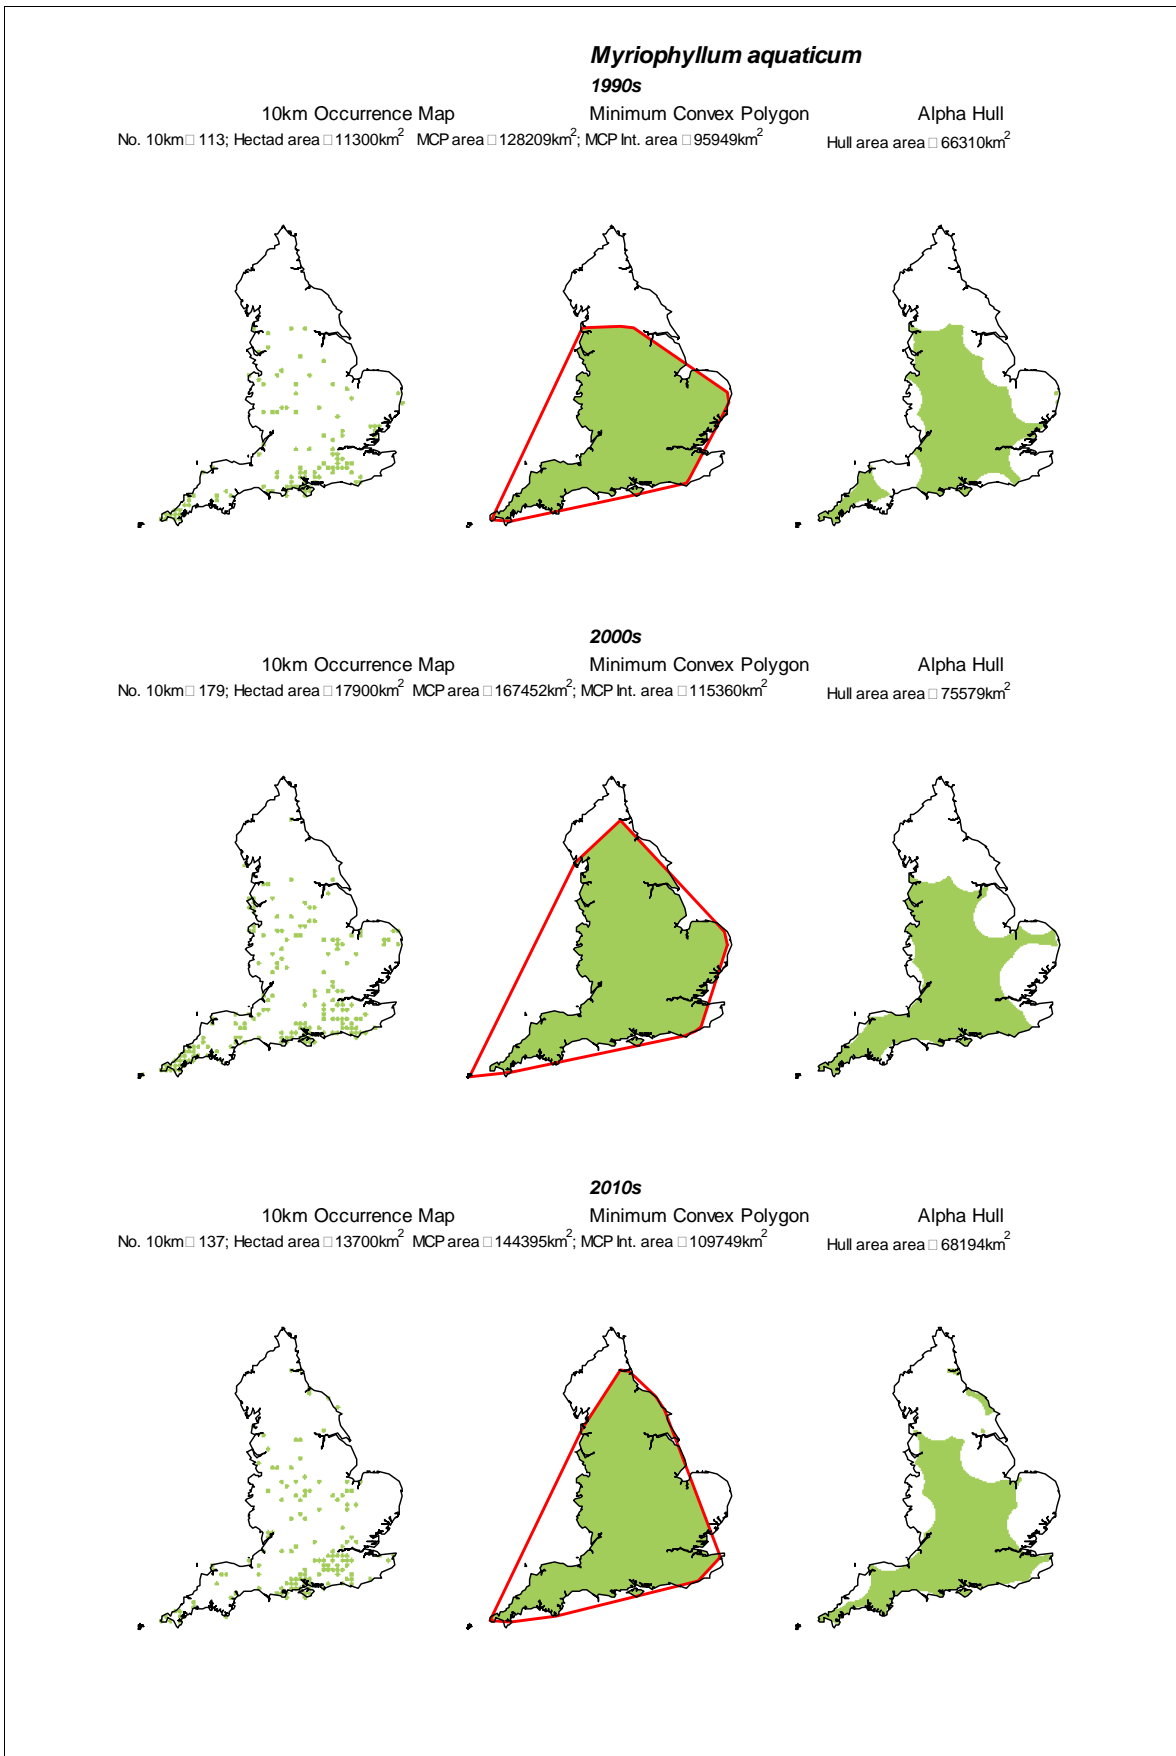 Myriophyllum aquaticum
1990s
10km Occurrence Map Minimum Convex Polygon Alpha Hull
No. 10km□ 113; Hectad area □ 11300km² MCP area □ 128209km²; MCP Int. area □ 95949km² Hull area area □ 66310km²
2000s
10km Occurrence Map Minimum Convex Polygon Alpha Hull
No. 10km□ 179; Hectad area □ 17900km² MCP area □ 167452km²; MCP Int. area □ 115360km² Hull area area □ 75579km²
2010s
10km Occurrence Map Minimum Convex Polygon Alpha Hull
No. 10km□ 137; Hectad area □ 13700km² MCP area □ 144395km²; MCP Int. area □ 109749km² Hull area area □ 68194km²